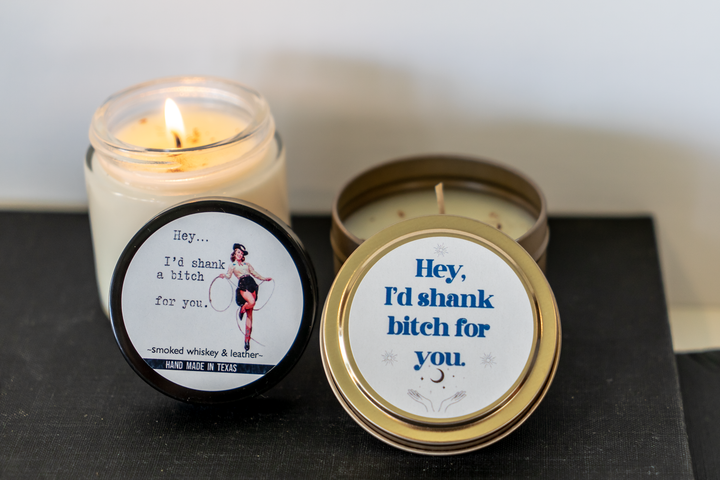 Hey...
I'd shank
a bitch
for you.
~smoked whiskey & leather~
HAND MADE IN TEXAS
Hey,
I'd shank
bitch for
you.